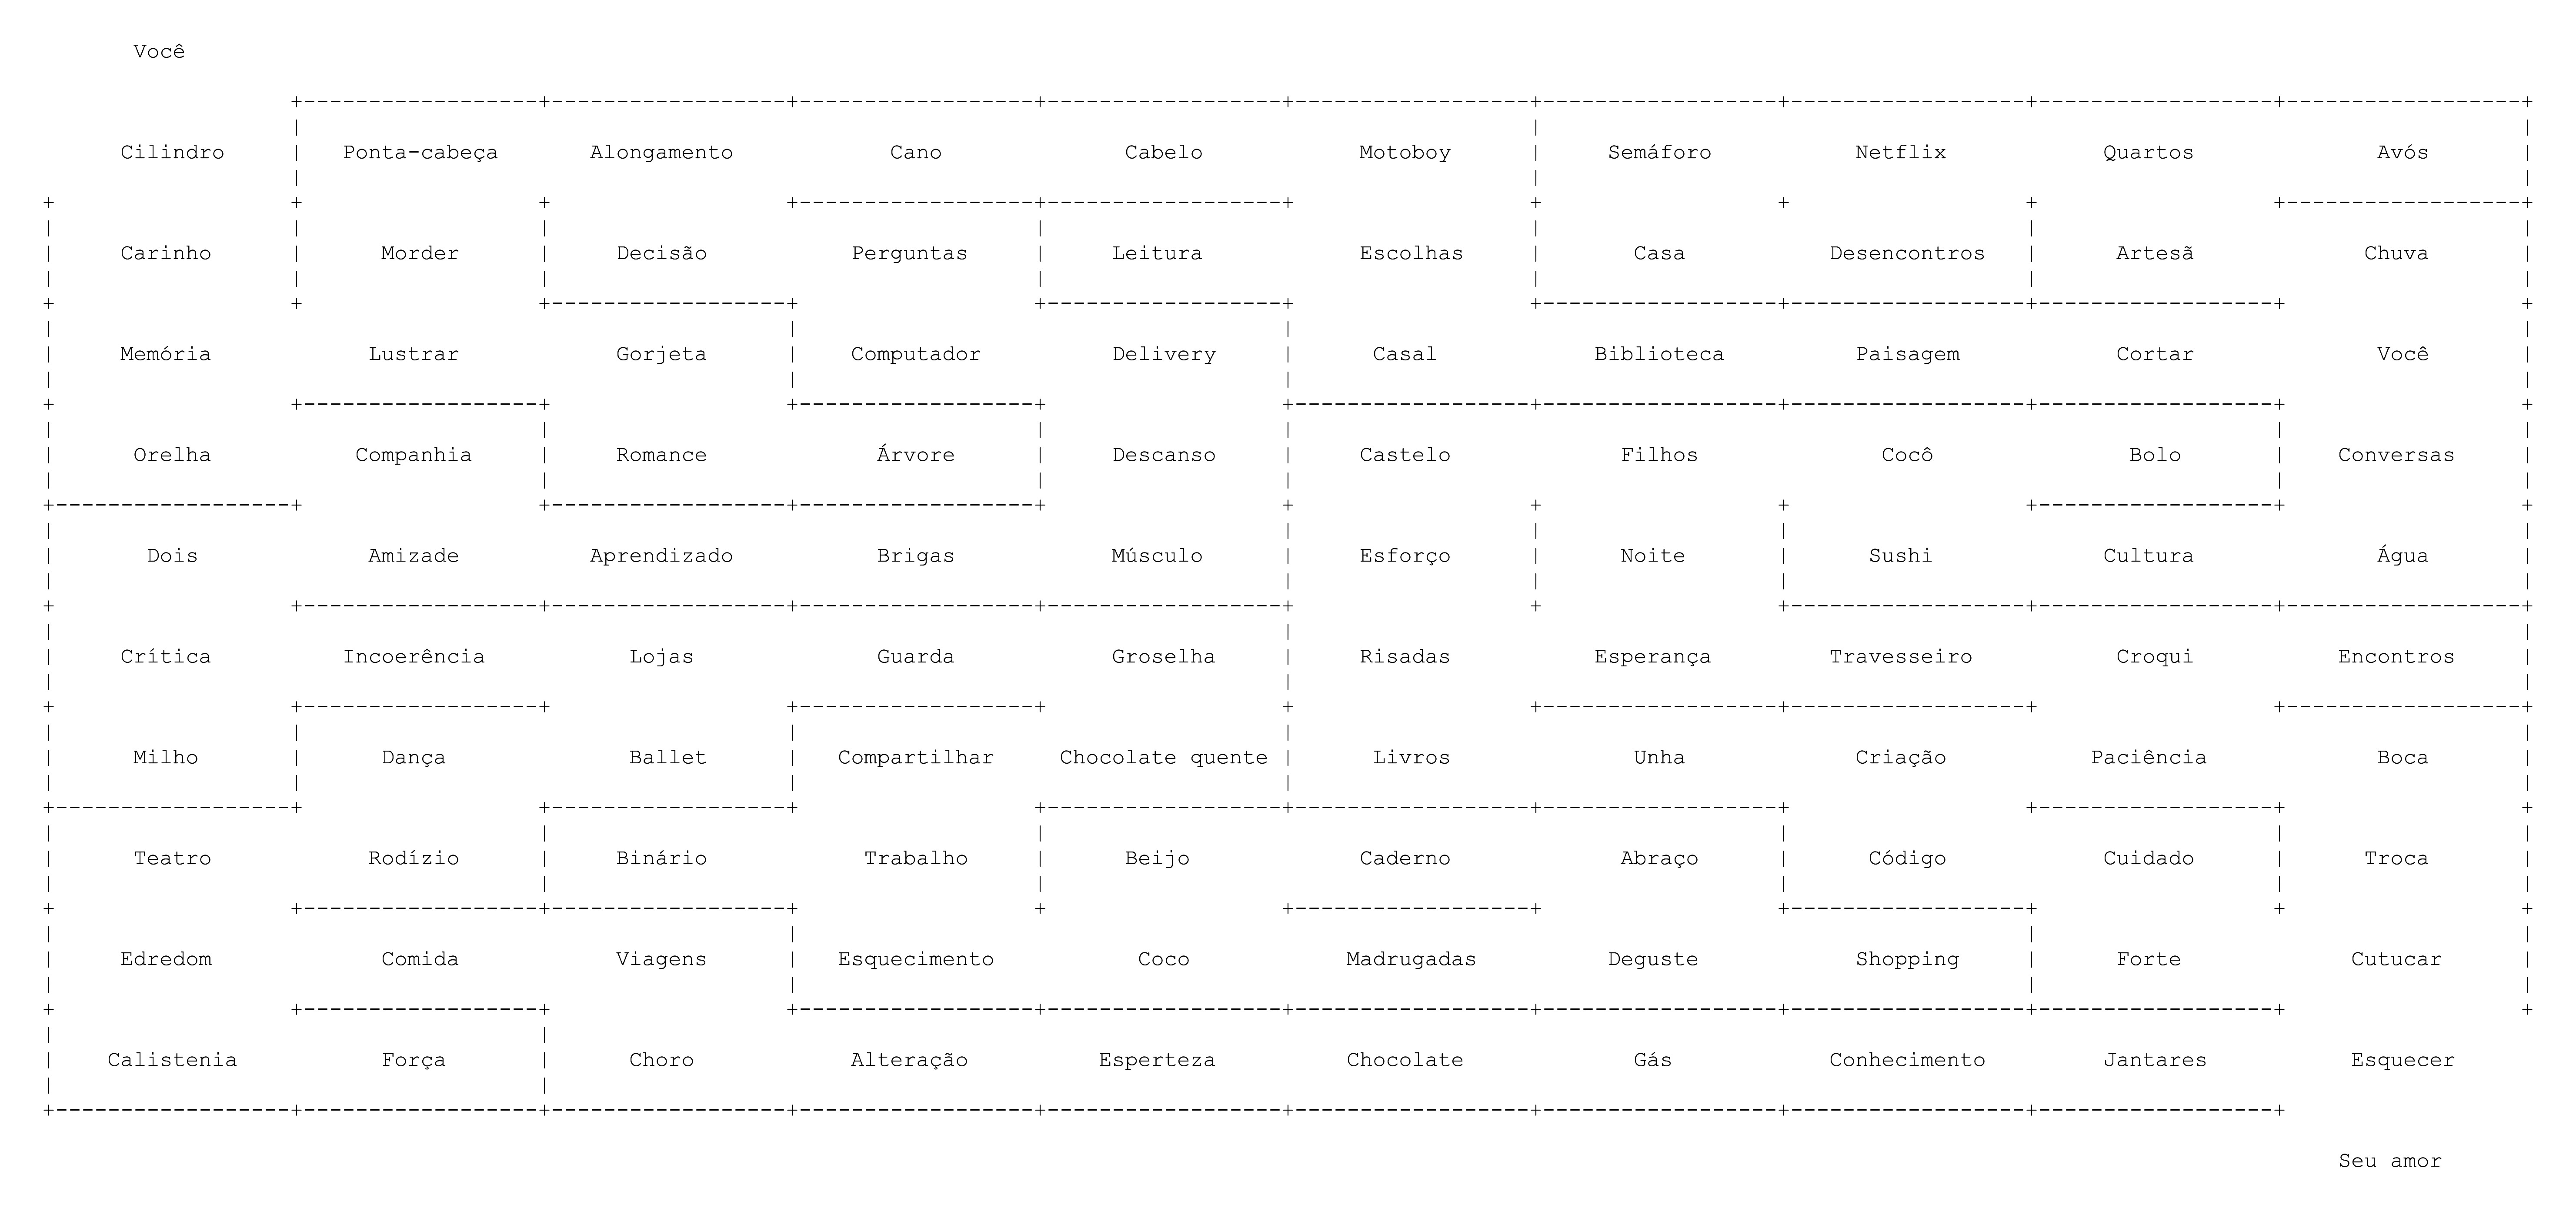 Você
Cilindro Ponta-cabeça Alongamento Cano Cabelo Motoboy Semáforo Netflix Quartos Avós
Carinho Morder Decisão Perguntas Leitura Escolhas Casa Desencontros Artesã Chuva
Memória Lustrar Gorjeta Computador Delivery Casal Biblioteca Paisagem Cortar Você
Orelha Companhia Romance Árvore Descanso Castelo Filhos Cocô Bolo Conversas
Dois Amizade Aprendizado Brigas Músculo Esforço Noite Sushi Cultura Água
Crítica Incoerência Lojas Guarda Groselha Risadas Esperança Travesseiro Croqui Encontros
Milho Dança Ballet Compartilhar Chocolate quente Livros Unha Criação Paciência Boca
Teatro Rodízio Binário Trabalho Beijo Caderno Abraço Código Cuidado Troca
Edredom Comida Viagens Esquecimento Coco Madrugadas Deguste Shopping Forte Cutucar
Calistenia Força Choro Alteração Esperteza Chocolate Gás Conhecimento Jantares Esquecer
Seu amor